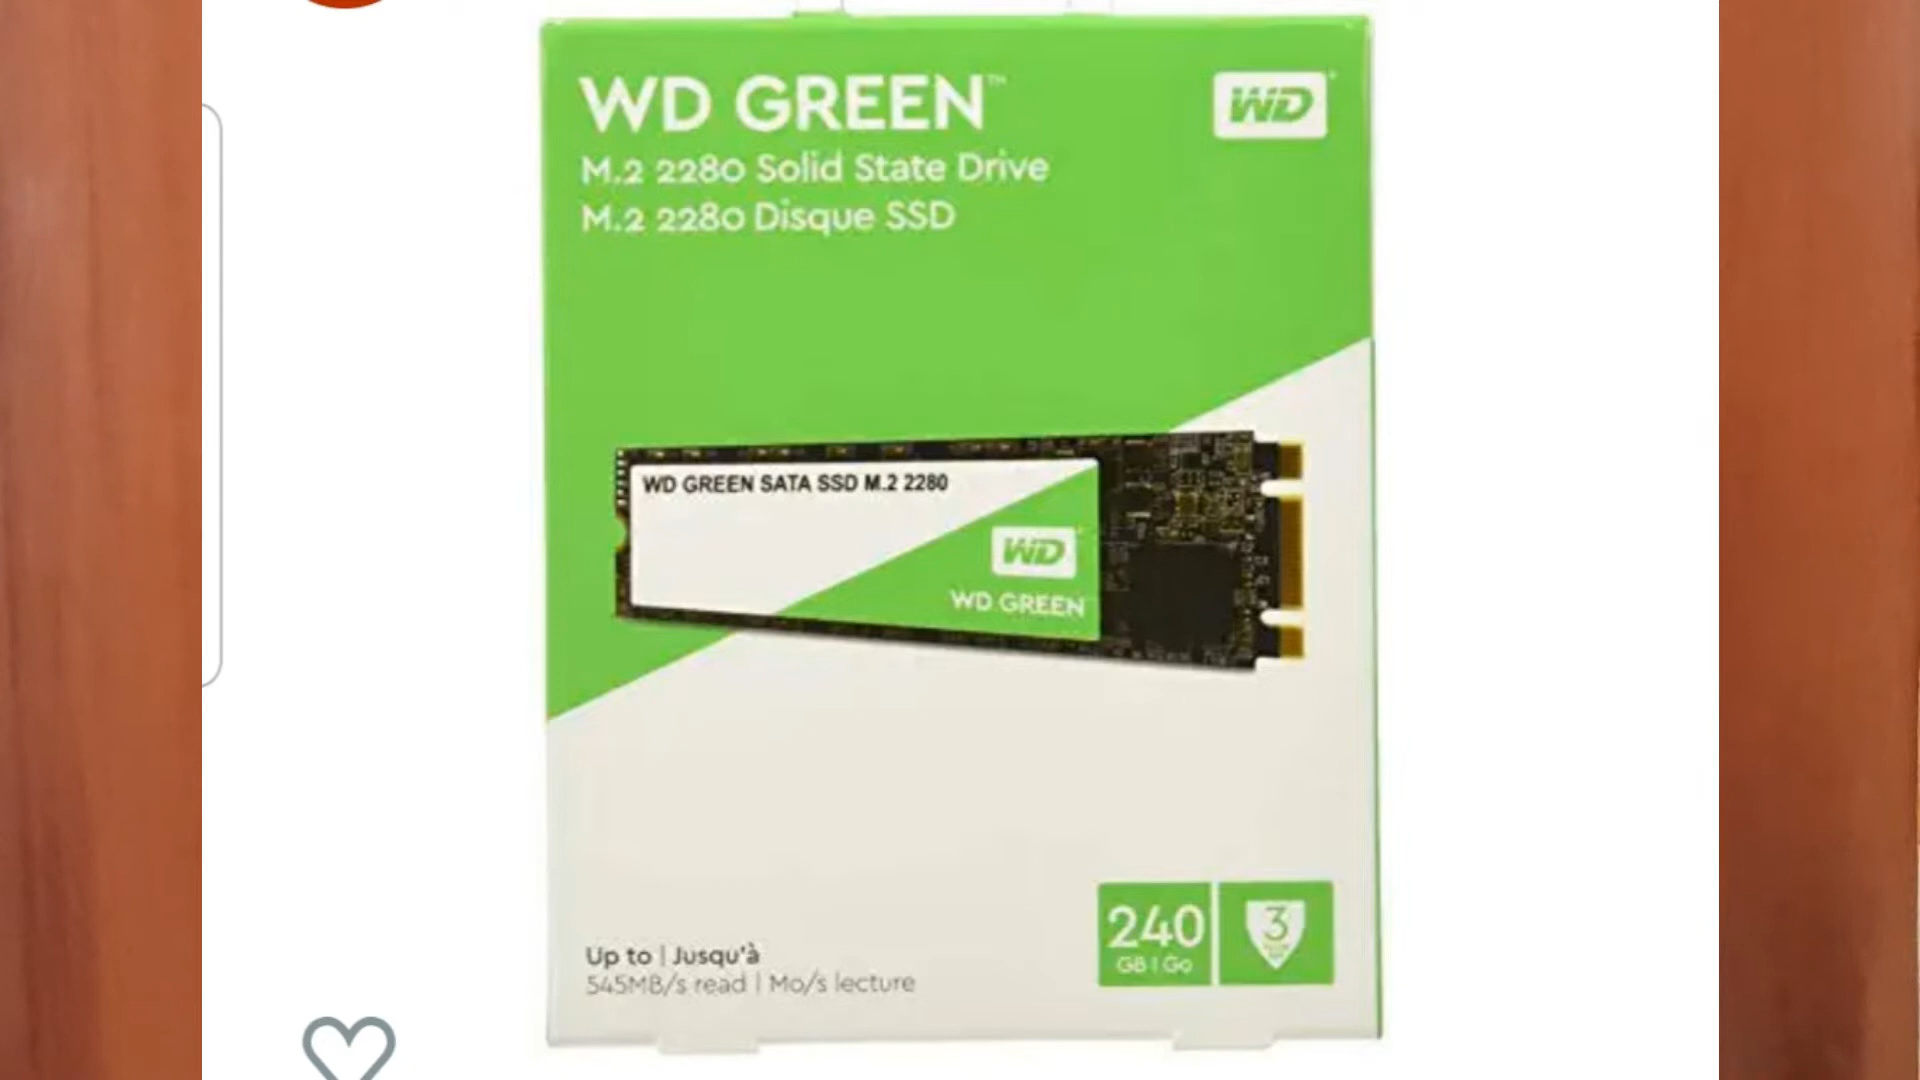 WD GREEN™
WD
M.2 2280 Solid State Drive
M.2 2280 Disque SSD
WD GREEN SATA SSD M.2 2280
WD
WD GREEN
240
GB | Go
3
Up to | Jusqu'à
545MB/s read | Mo/s lecture